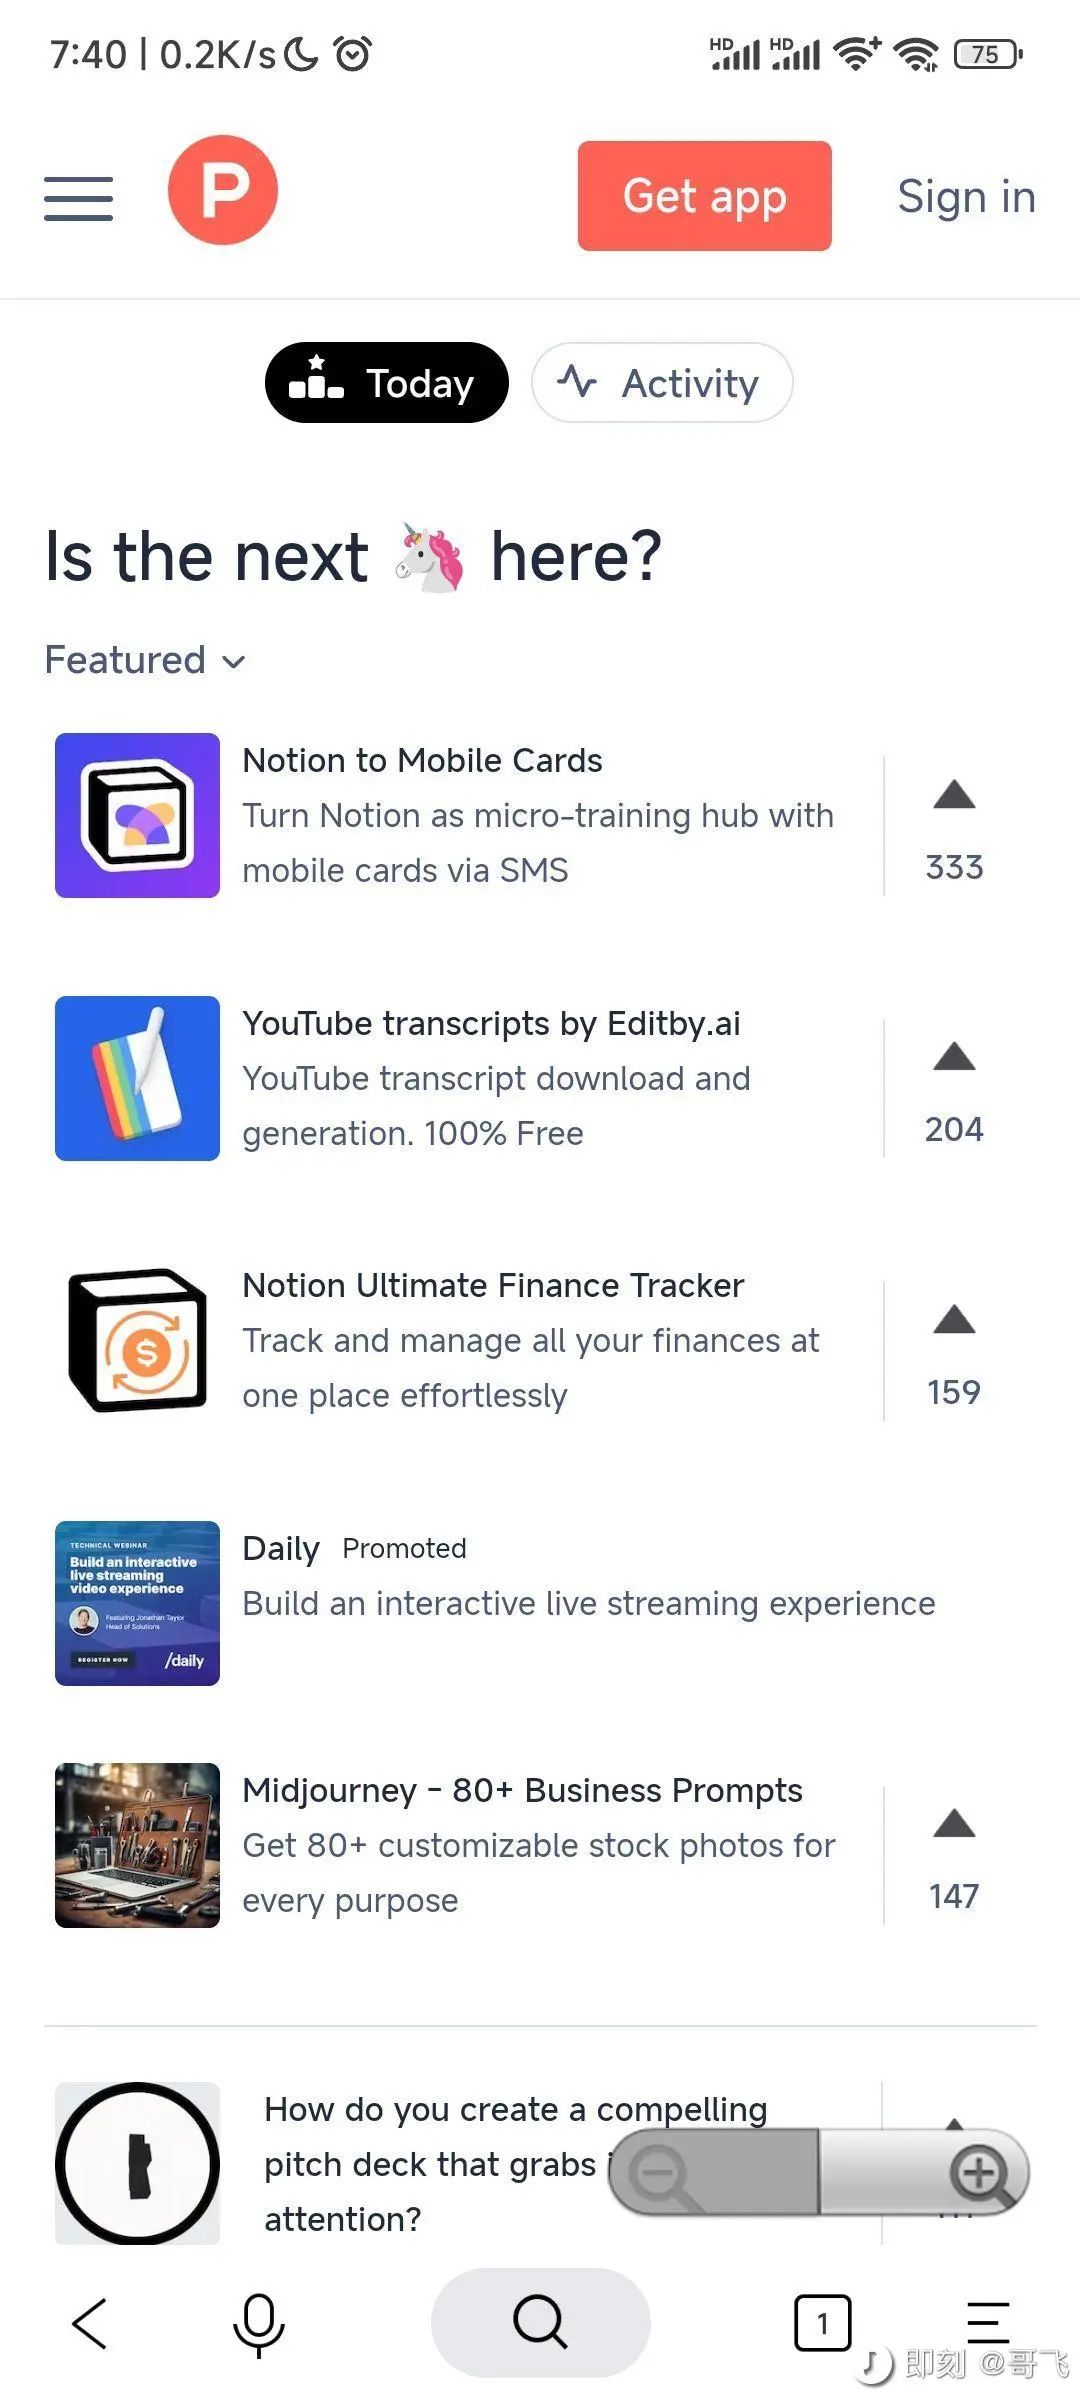 7:40 | 0.2K/s
HD HD 75
P
Get app
Sign in
Today
Activity
Is the next 🦄 here?
Featured
Notion to Mobile Cards
Turn Notion as micro-training hub with
mobile cards via SMS
333
YouTube transcripts by Editby.ai
YouTube transcript download and
generation. 100% Free
204
Notion Ultimate Finance Tracker
Track and manage all your finances at
one place effortlessly
159
TECHNICAL WEBINAR
Build an interactive
live streaming
video experience
Featuring Jonathan Taylor
Head of Solutions
REGISTER NOW
/daily
Daily Promoted
Build an interactive live streaming experience
Midjourney - 80+ Business Prompts
Get 80+ customizable stock photos for
every purpose
147
How do you create a compelling
pitch deck that grabs
attention?
1
即刻 @哥飞